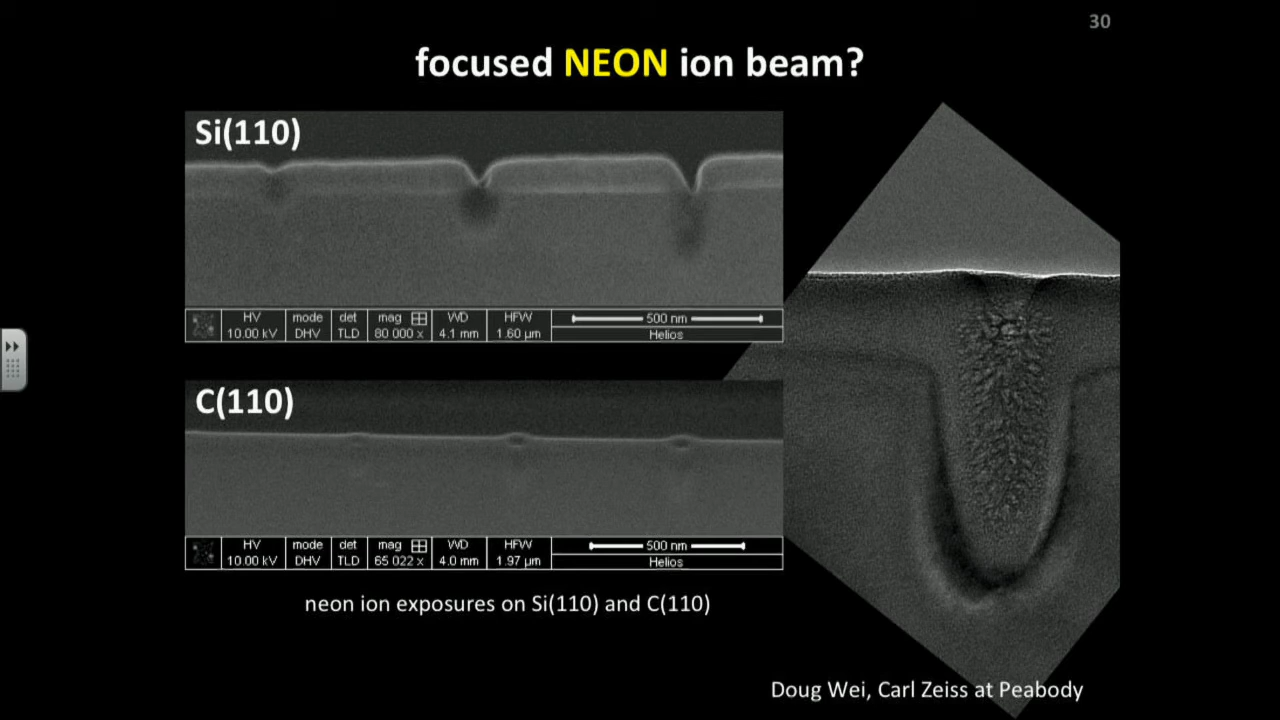 30
focused NEON ion beam?
Si(110)
HV mode det mag WD HFW 500 nm
10.00 kV DHV TLD 80 000 x 4.1 mm 1.60 µm Helios
C(110)
HV mode det mag WD HFW 500 nm
10.00 kV DHV TLD 65 022 x 4.0 mm 1.97 µm Helios
neon ion exposures on Si(110) and C(110)
Doug Wei, Carl Zeiss at Peabody